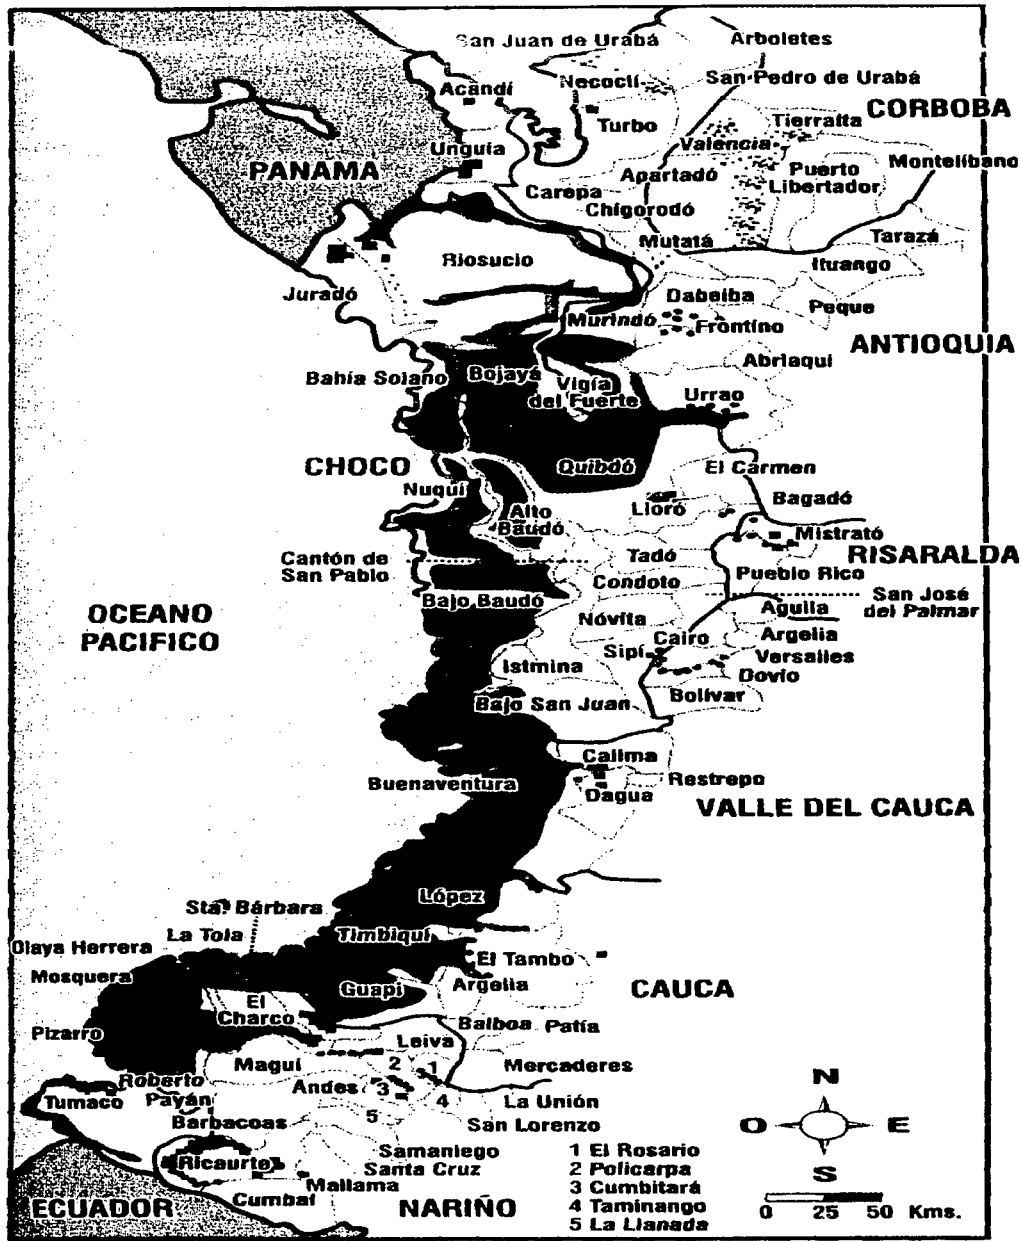 San Juan de Urabá
Arboletes
Necoclí
San Pedro de Urabá
Acandí
CORBOBA
Turbo
Tierralta
Valencia
Unguía
Montelíbano
PANAMÁ
Apartadó
Puerto
Libertador
Carepa
Chigorodó
Mutatá
Tarazá
Riosucio
Ituango
Juradó
Dabeiba
Peque
Murindó
Frontino
ANTIOQUIA
Abriaqui
Bahía Solano
Bojayá
Vigía
del Fuerte
Urrao
CHOCO
Quibdó
El Carmen
Nuquí
Bagadó
Lloró
Alto
Baudó
Mistrató
Cantón de
San Pablo
Tadó
RISARALDA
Condoto
Pueblo Rico
Bajo Baudó
San José
del Palmar
OCEANO
PACIFICO
Aguila
Nóvita
Argelia
Cairo
Sipí
Versalles
Istmina
Dovio
Bolívar
Bajo San Juan
Calima
Buenaventura
Restrepo
Dagua
VALLE DEL CAUCA
López
Sta. Bárbara
La Tola
Timbiquí
Olaya Herrera
El Tambo
Mosquera
Argelia
Guapi
CAUCA
El
Charco
Pizarro
Balboa
Patía
Leiva
Maguí
Mercaderes
2
1
Roberto
Payán
Andes
3
4
La Unión
Tumaco
Barbacoas
5
San Lorenzo
N
O
E
S
Samaniego
Santa Cruz
Ricaurte
Mallama
Cumbal
ECUADOR
NARIÑO
1 El Rosario
2 Policarpa
3 Cumbitará
4 Taminango
5 La Llanada
0 25 50 Kms.